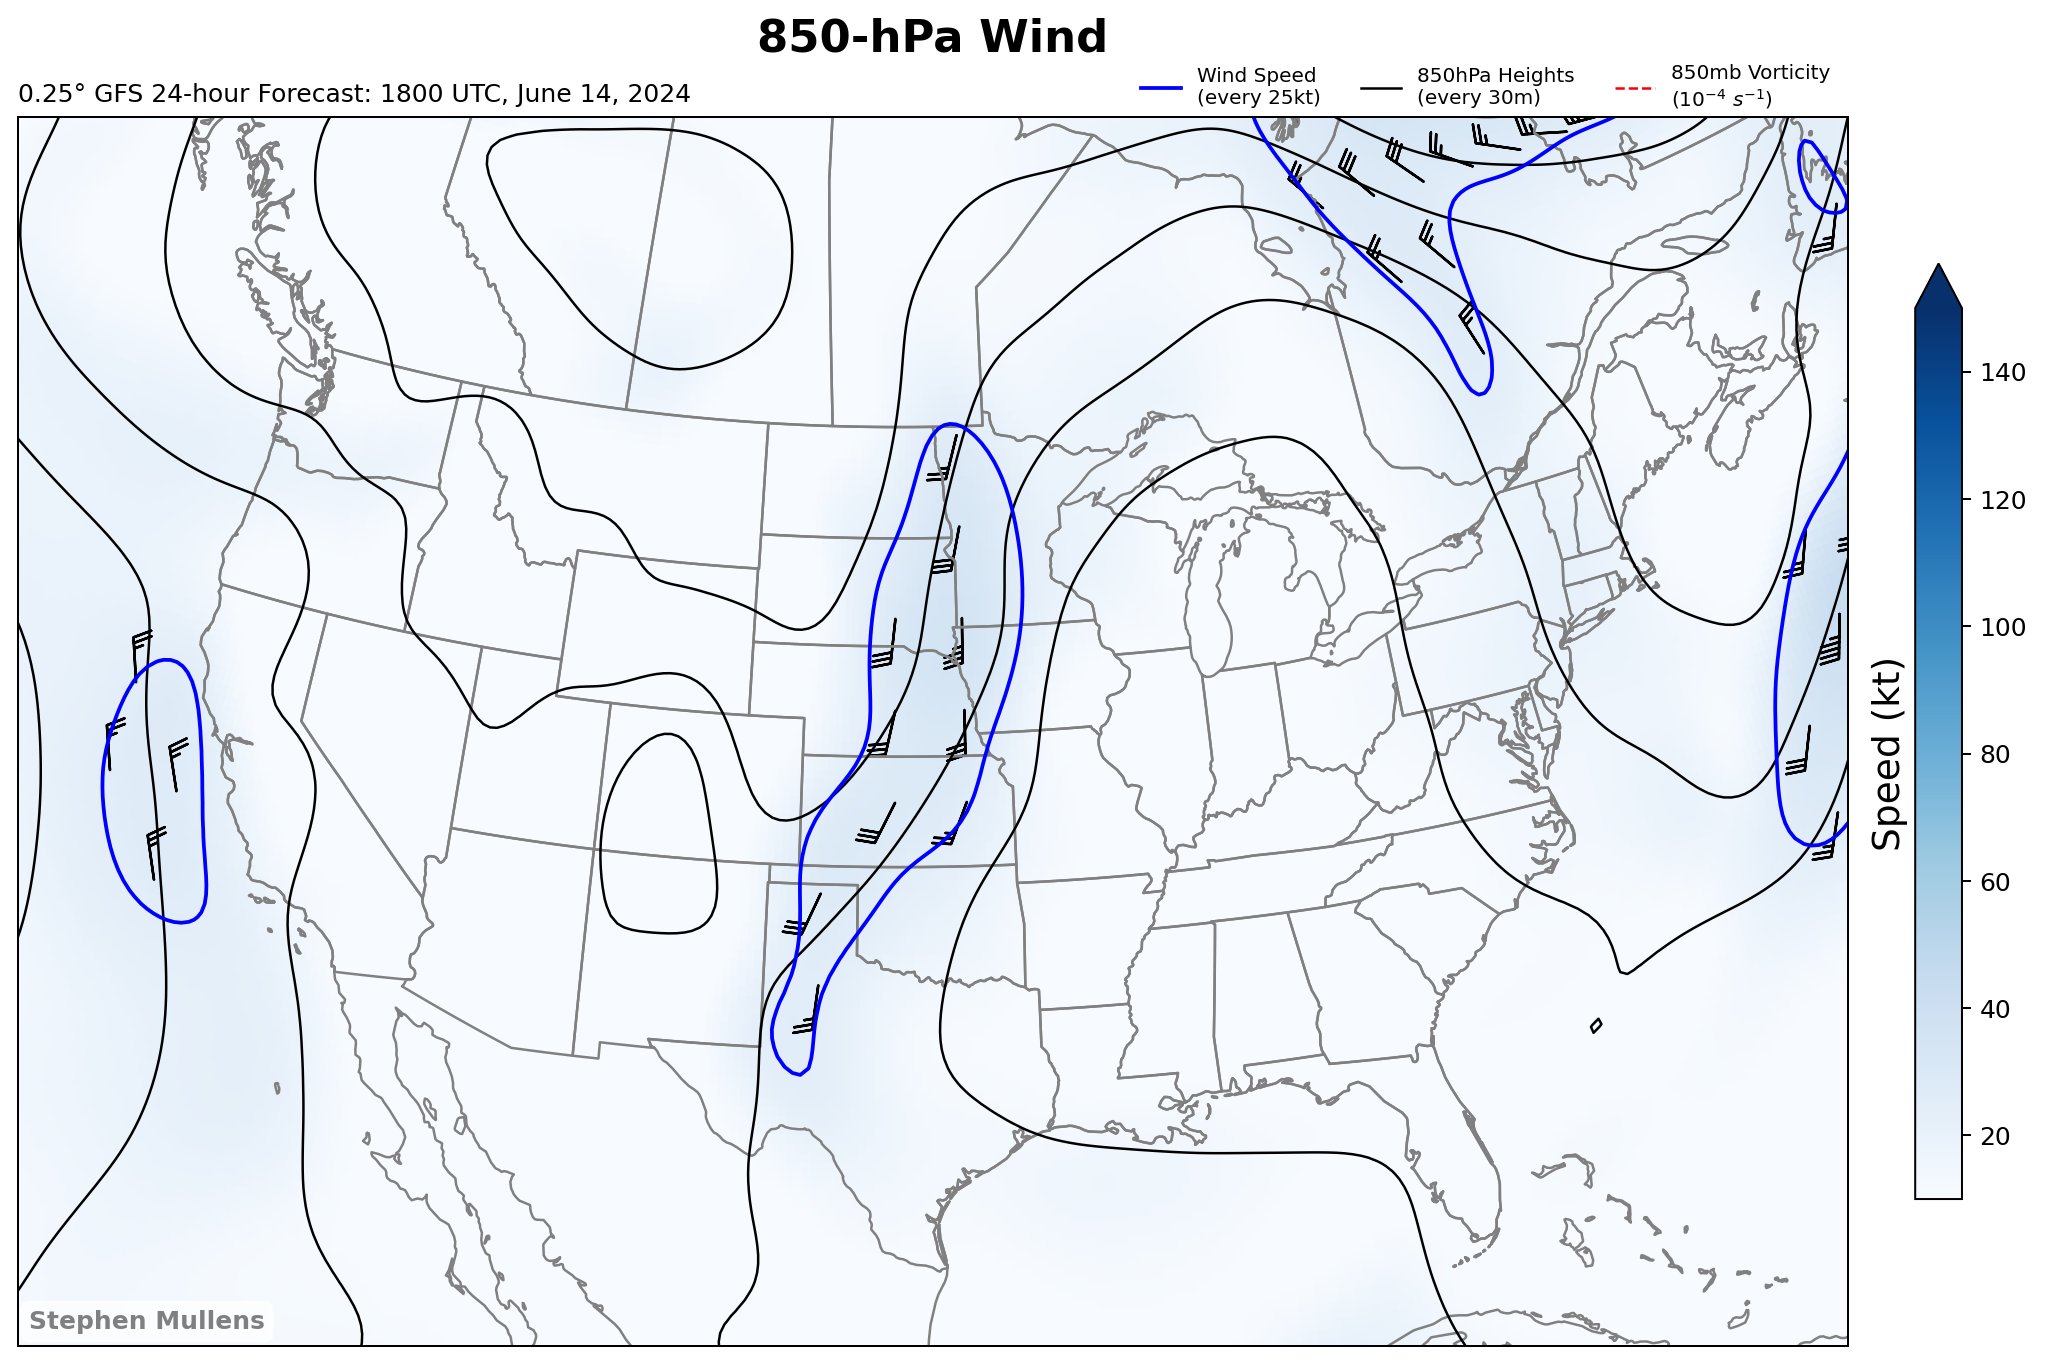 850-hPa Wind
0.25° GFS 24-hour Forecast: 1800 UTC, June 14, 2024
Wind Speed
(every 25kt)
850hPa Heights
(every 30m)
850mb Vorticity
(10⁻⁴ s⁻¹)
140
120
100
80
60
40
20
Speed (kt)
Stephen Mullens